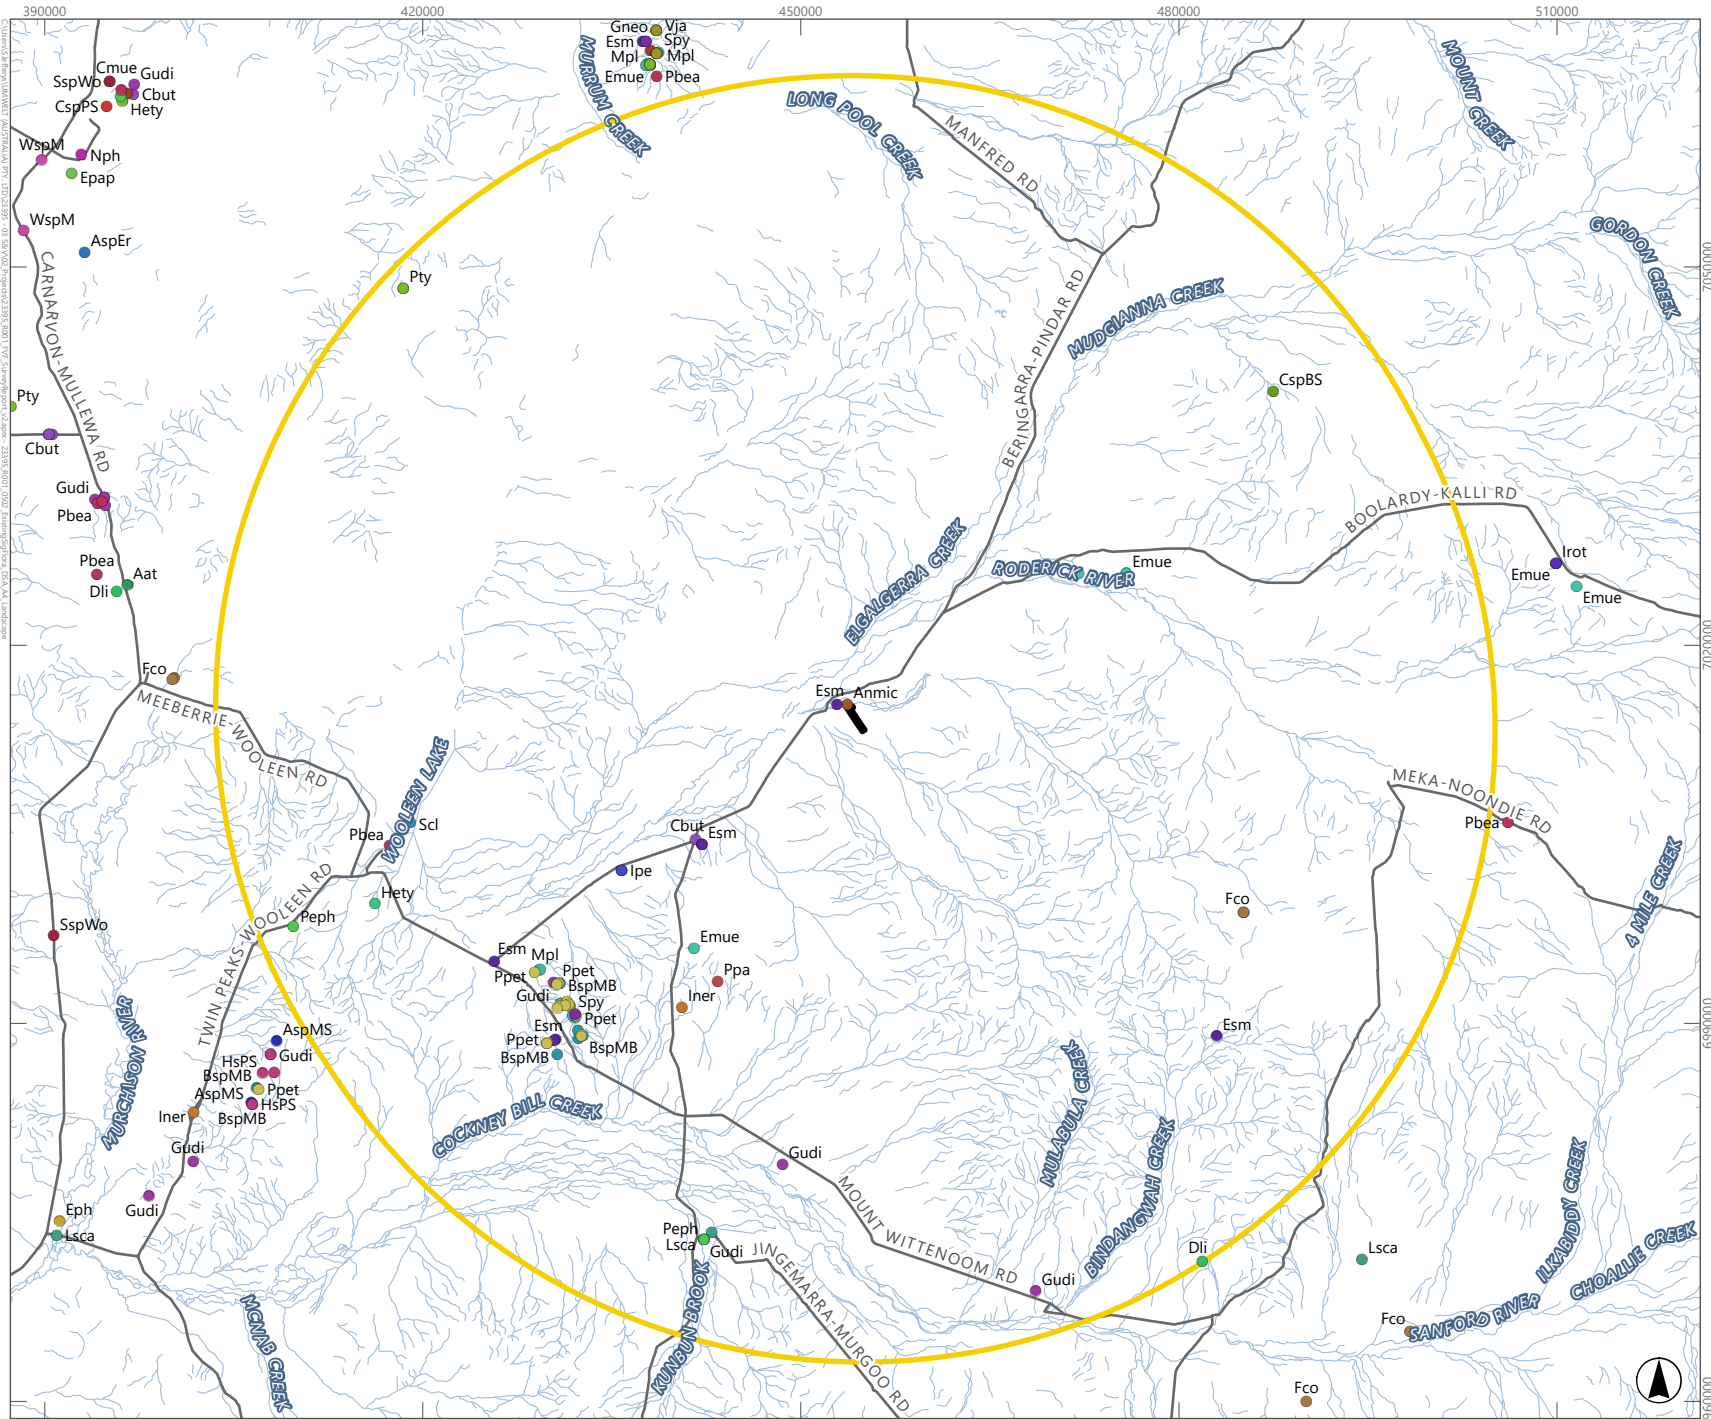 390000
420000
450000
480000
510000
Gneo
Vja
Esm
Spy
Mpl
Mpl
Emue
Pbea
Cmue
Gudi
SspWo
Cbut
CspPS
Hety
MURRUM CREEK
LONG POOL CREEK
MANFRED RD
MOUNT CREEK
WspM
Nph
Epap
WspM
AspEr
GORDON CREEK
7050000
CARNARVON-MULLEWA RD
Pty
BERINGARRA-PINDAR RD
MUDGIANNA CREEK
Pty
CspBS
Cbut
Gudi
Pbea
BOOLARDY-KALLI RD
Pbea
Aat
Dli
ELGALGERRA CREEK
RODERICK RIVER
Emue
Irot
Emue
Emue
7020000
Fco
MEEBERRIE-WOOLEEN RD
Esm
Anmic
WOOLEEN LAKE
MEKA-NOONDIE RD
Pbea
Scl
Pbea
Cbut
Esm
Ipe
Hety
4 MILE CREEK
TWIN PEAKS-WOOLEEN RD
Peph
Fco
SspWo
Emue
Esm
Mpl
Ppet
Ppet
BspMB
Ppa
Gudi
Spy
Iner
Ppet
Esm
Ppet
BspMB
BspMB
Esm
6990000
MURCHISON RIVER
AspMS
Gudi
HsPS
BspMB
AspMS
Ppet
HsPS
Iner
BspMB
COCKNEY BILL CREEK
MULABULA CREEK
Gudi
Gudi
BINDANGWAH CREEK
MOUNT WITTENOOM RD
ILKABIDDY CREEK
Gudi
Eph
Lsca
Peph
Lsca
Gudi
JINGEMARRA-MURGOO RD
Dli
Lsca
CHOALLIE CREEK
Gudi
KUNBUN BROOK
MCNAB CREEK
Fco
SANFORD RIVER
Fco
6960000